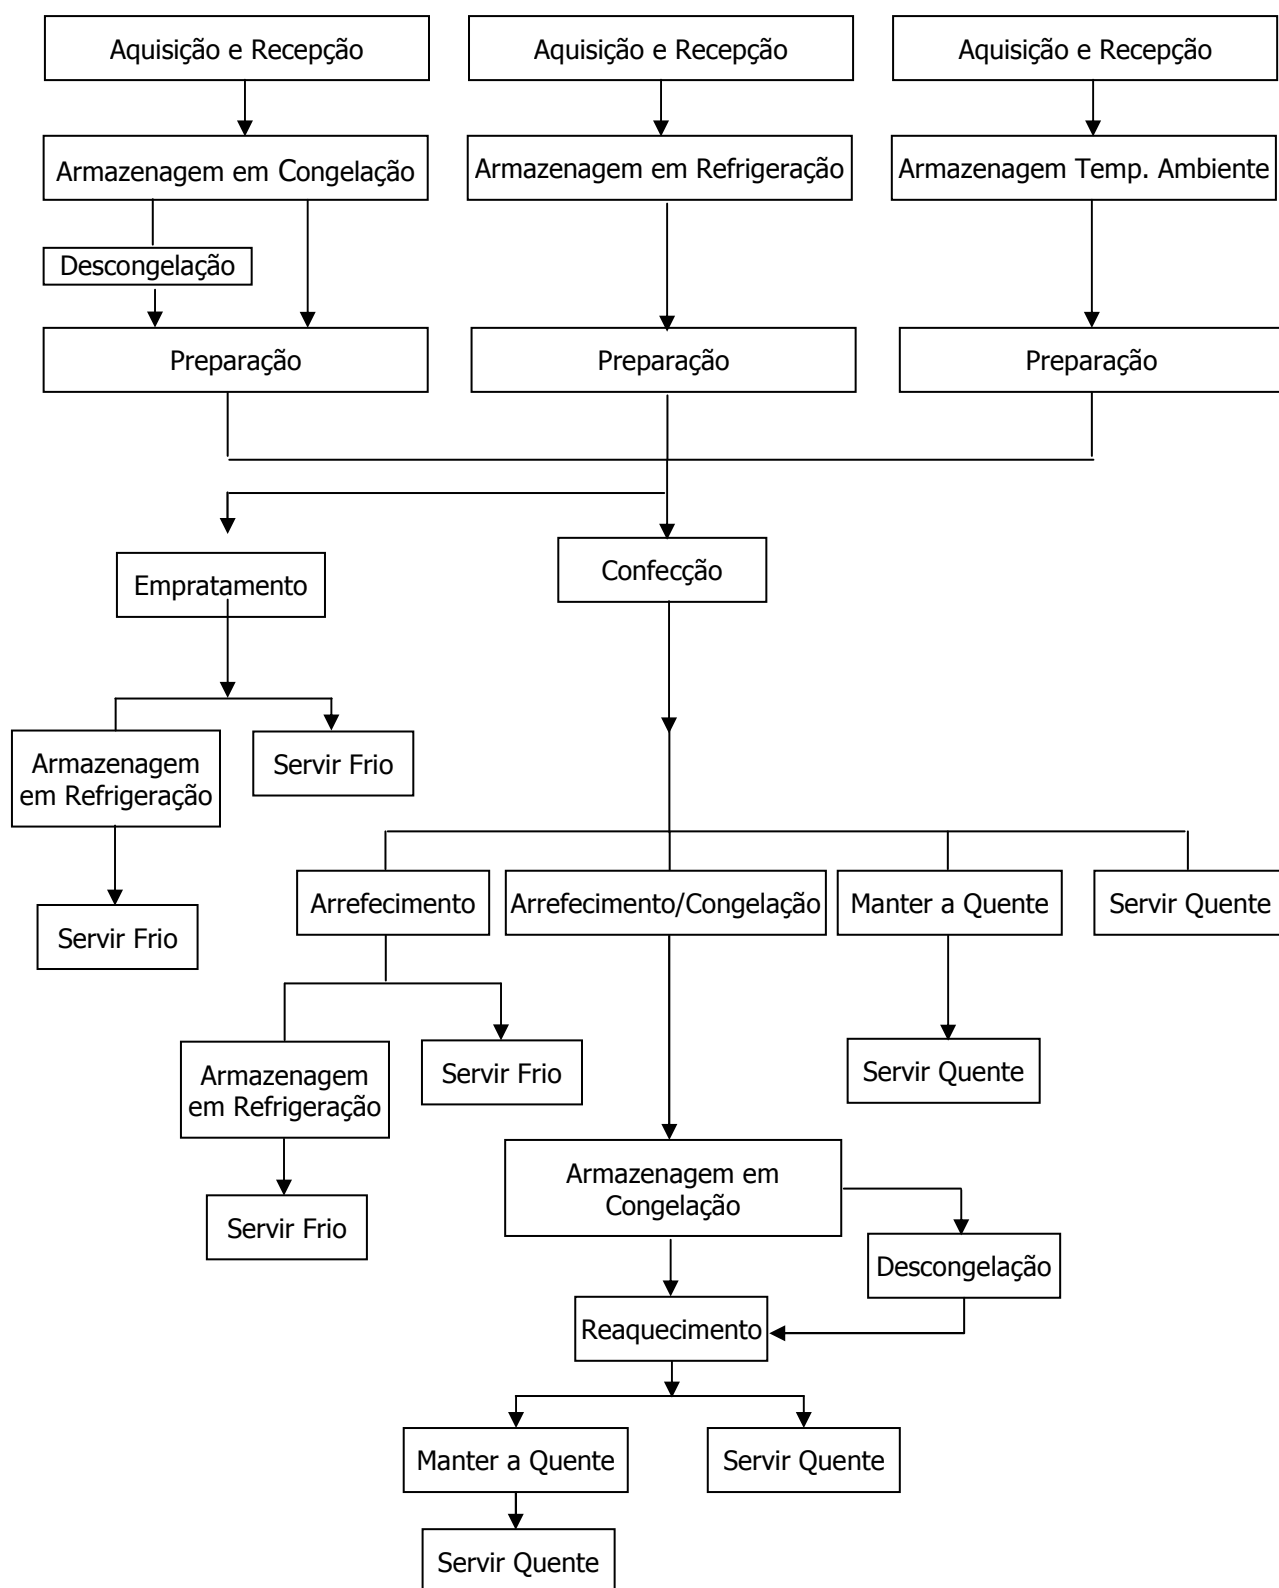 Aquisição e Recepção
Aquisição e Recepção
Aquisição e Recepção
Armazenagem em Congelação
Armazenagem em Refrigeração
Armazenagem Temp. Ambiente
Descongelação
Preparação
Preparação
Preparação
Empratamento
Confecção
Armazenagem
em Refrigeração
Servir Frio
Servir Frio
Arrefecimento
Arrefecimento/Congelação
Manter a Quente
Servir Quente
Armazenagem
em Refrigeração
Servir Frio
Servir Quente
Servir Frio
Armazenagem em
Congelação
Descongelação
Reaquecimento
Manter a Quente
Servir Quente
Servir Quente